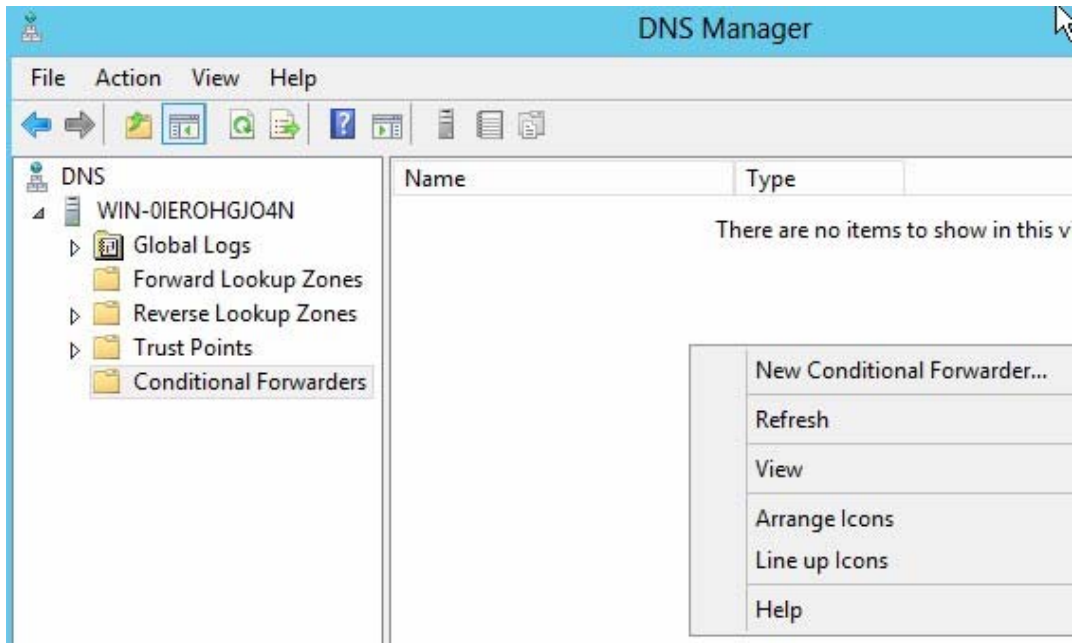 DNS Manager
File Action View Help
DNS
WIN-0IEROHGJO4N
Global Logs
Forward Lookup Zones
Reverse Lookup Zones
Trust Points
Conditional Forwarders
Name Type
There are no items to show in this v
New Conditional Forwarder...
Refresh
View
Arrange Icons
Line up Icons
Help